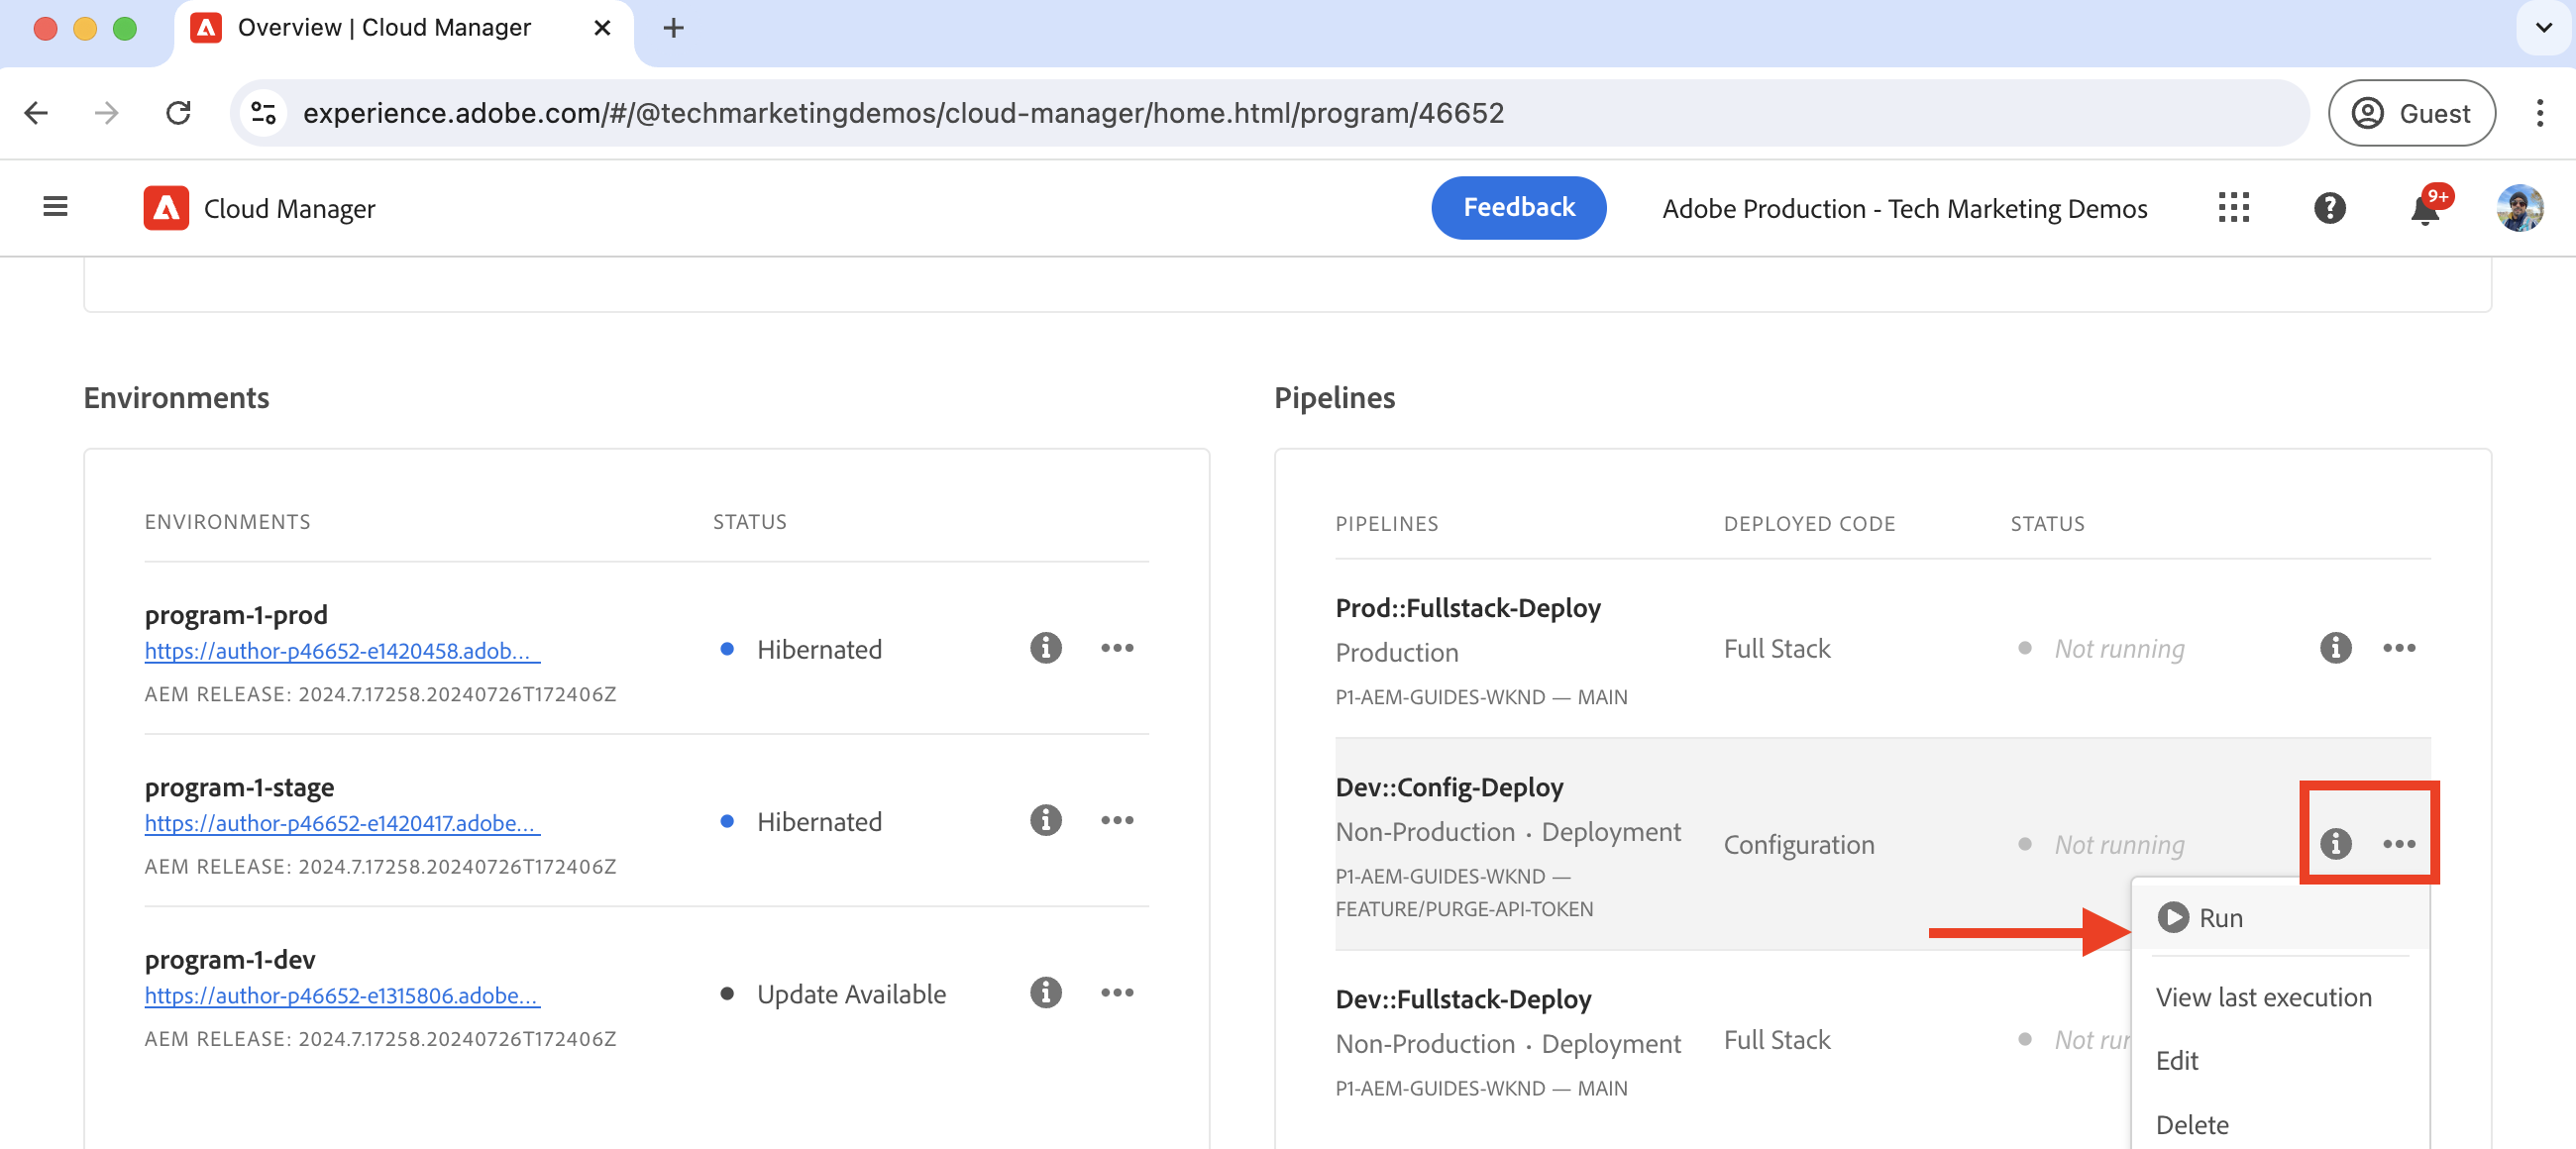 Overview | Cloud Manager
experience.adobe.com/#/@techmarketingdemos/cloud-manager/home.html/program/46652
Guest
Cloud Manager
Feedback
Adobe Production - Tech Marketing Demos
9+
Environments
ENVIRONMENTS STATUS
program-1-prod
https://author-p46652-e1420458.adob...
Hibernated
AEM RELEASE: 2024.7.17258.20240726T172406Z
program-1-stage
https://author-p46652-e1420417.adobe...
Hibernated
AEM RELEASE: 2024.7.17258.20240726T172406Z
program-1-dev
https://author-p46652-e1315806.adobe...
Update Available
AEM RELEASE: 2024.7.17258.20240726T172406Z
Pipelines
PIPELINES DEPLOYED CODE STATUS
Prod::Fullstack-Deploy
Production
Full Stack
Not running
P1-AEM-GUIDES-WKND — MAIN
Dev::Config-Deploy
Non-Production · Deployment
Configuration
Not running
P1-AEM-GUIDES-WKND —
FEATURE/PURGE-API-TOKEN
Dev::Fullstack-Deploy
Non-Production · Deployment
Full Stack
Not
P1-AEM-GUIDES-WKND — MAIN
Run
View last execution
Edit
Delete